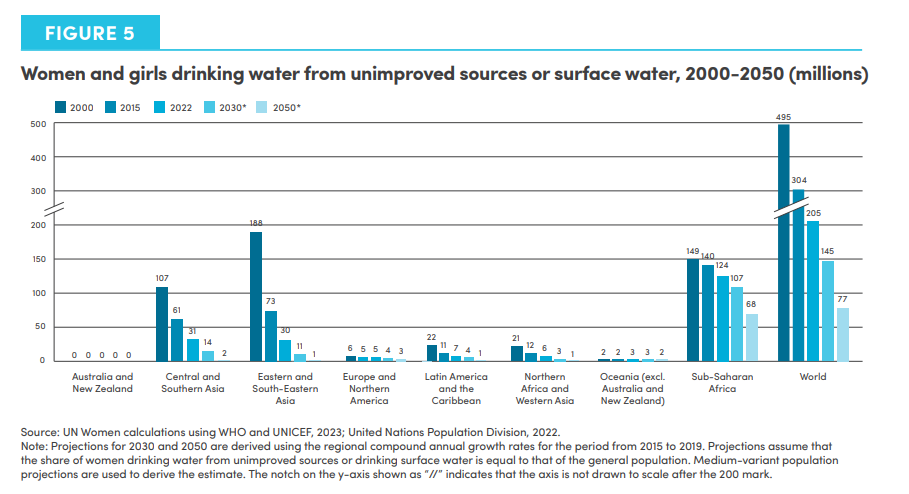 FIGURE 5
Women and girls drinking water from unimproved sources or surface water, 2000-2050 (millions)
2000 2015 2022 2030* 2050*
500
400
300
200
150
100
50
0
0 0 0 0 0
107 61 31 14 2
188 73 30 11 1
6 5 5 4 3
22 11 7 4 1
21 12 6 3 1
2 2 3 3 2
149 140 124 107 68
495 304 205 145 77
Australia and
New Zealand
Central and
Southern Asia
Eastern and
South-Eastern
Asia
Europe and
Northern
America
Latin America
and the
Caribbean
Northern
Africa and
Western Asia
Oceania (excl.
Australia and
New Zealand)
Sub-Saharan
Africa
World
Source: UN Women calculations using WHO and UNICEF, 2023; United Nations Population Division, 2022.
Note: Projections for 2030 and 2050 are derived using the regional compound annual growth rates for the period from 2015 to 2019. Projections assume that
the share of women drinking water from unimproved sources or drinking surface water is equal to that of the general population. Medium-variant population
projections are used to derive the estimate. The notch on the y-axis shown as "//" indicates that the axis is not drawn to scale after the 200 mark.